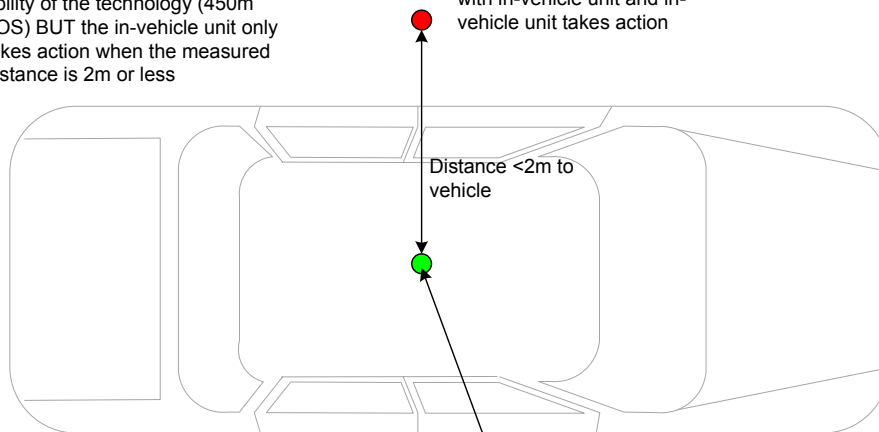 bility of the technology (450m
OS) BUT the in-vehicle unit only
kes action when the measured
stance is 2m or less
with in-vehicle unit and in-
vehicle unit takes action
Distance <2m to
vehicle